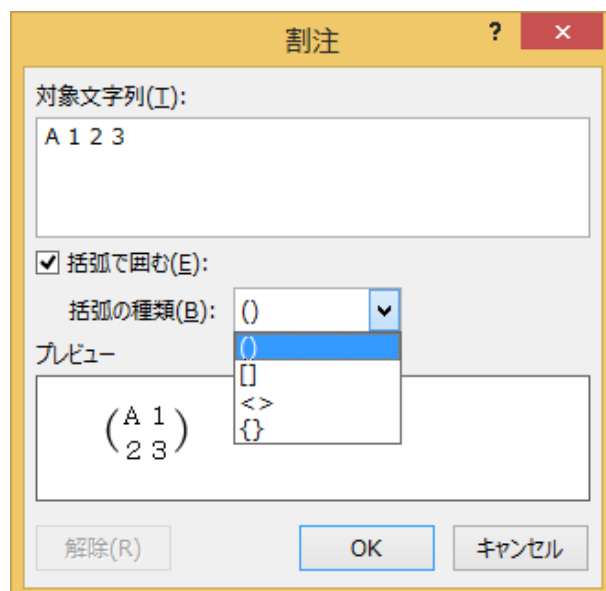 割注
?
×
対象文字列(T):
A 1 2 3
括弧で囲む(E):
括弧の種類(B): ()
()
[]
<>
{}
プレビュー
(A 1
2 3)
解除(R)
OK
キャンセル